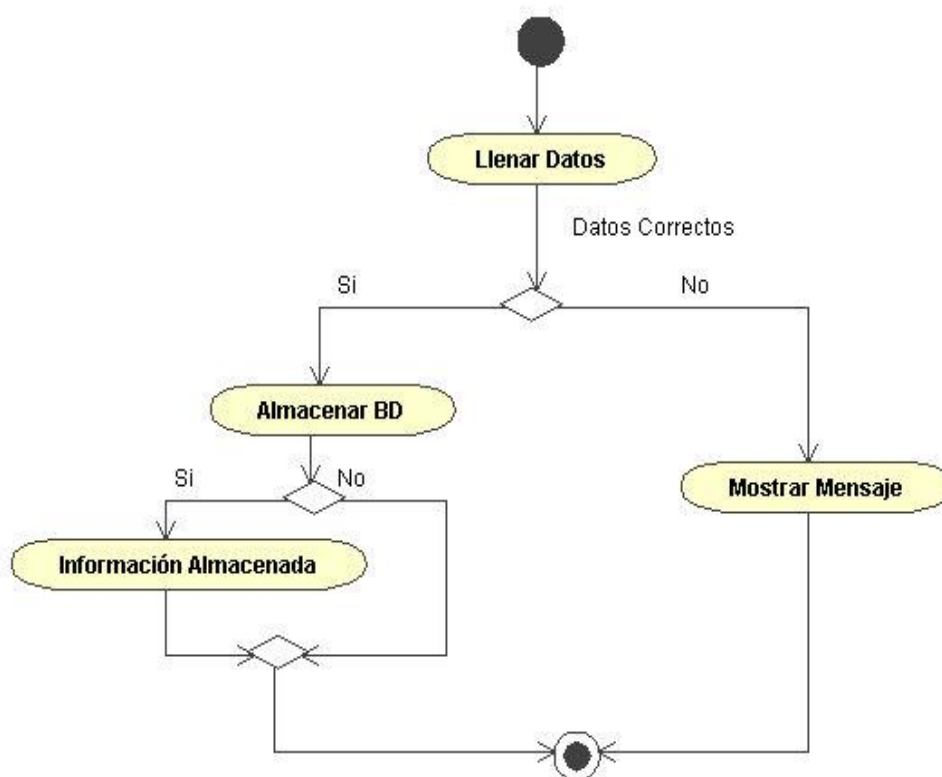 Llenar Datos
Datos Correctos
Si
No
Almacenar BD
Si
No
Mostrar Mensaje
Información Almacenada